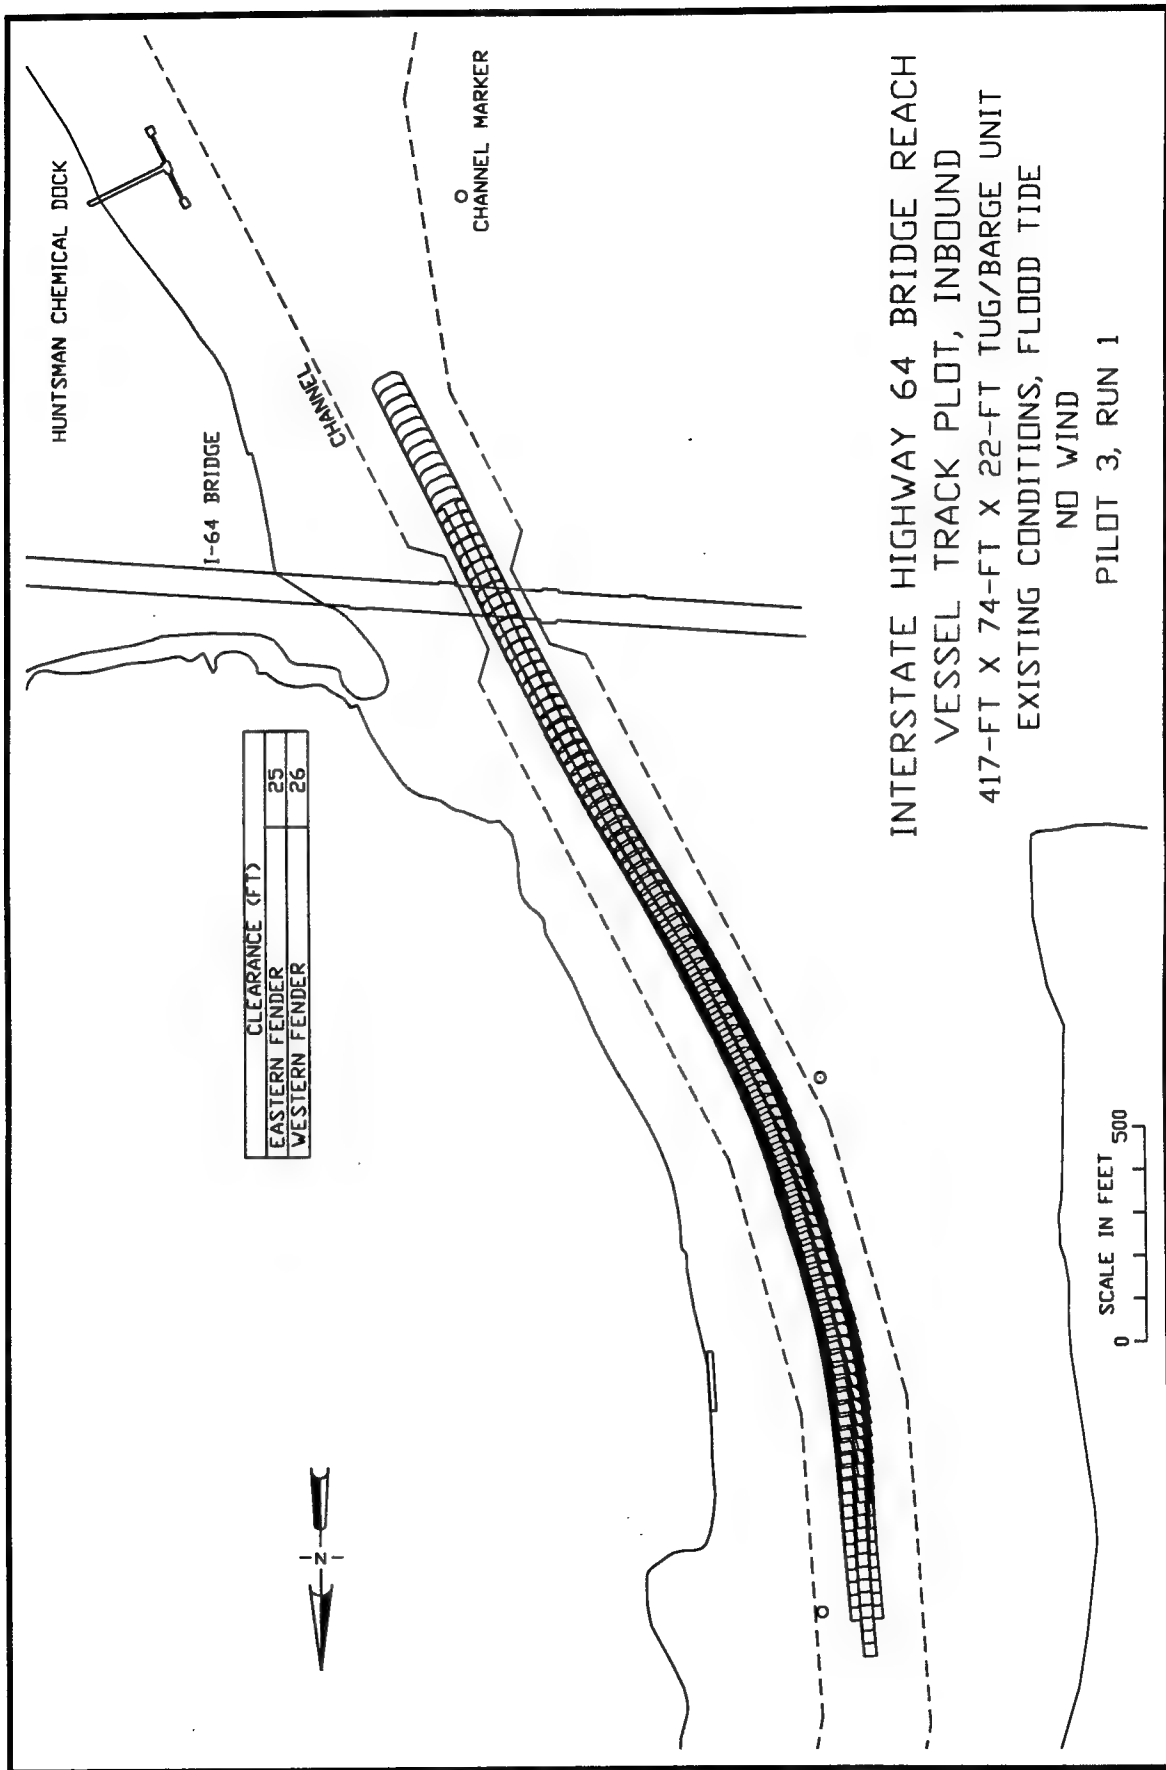 HUNTSMAN CHEMICAL DOCK
CHANNEL MARKER
I-64 BRIDGE
CHANNEL
CLEARANCE (FT)
EASTERN FENDER 25
WESTERN FENDER 26
N
INTERSTATE HIGHWAY 64 BRIDGE REACH
VESSEL TRACK PLOT, INBOUND
417-FT X 74-FT X 22-FT TUG/BARGE UNIT
EXISTING CONDITIONS, FLOOD TIDE
NO WIND
PILOT 3, RUN 1
SCALE IN FEET
0 500